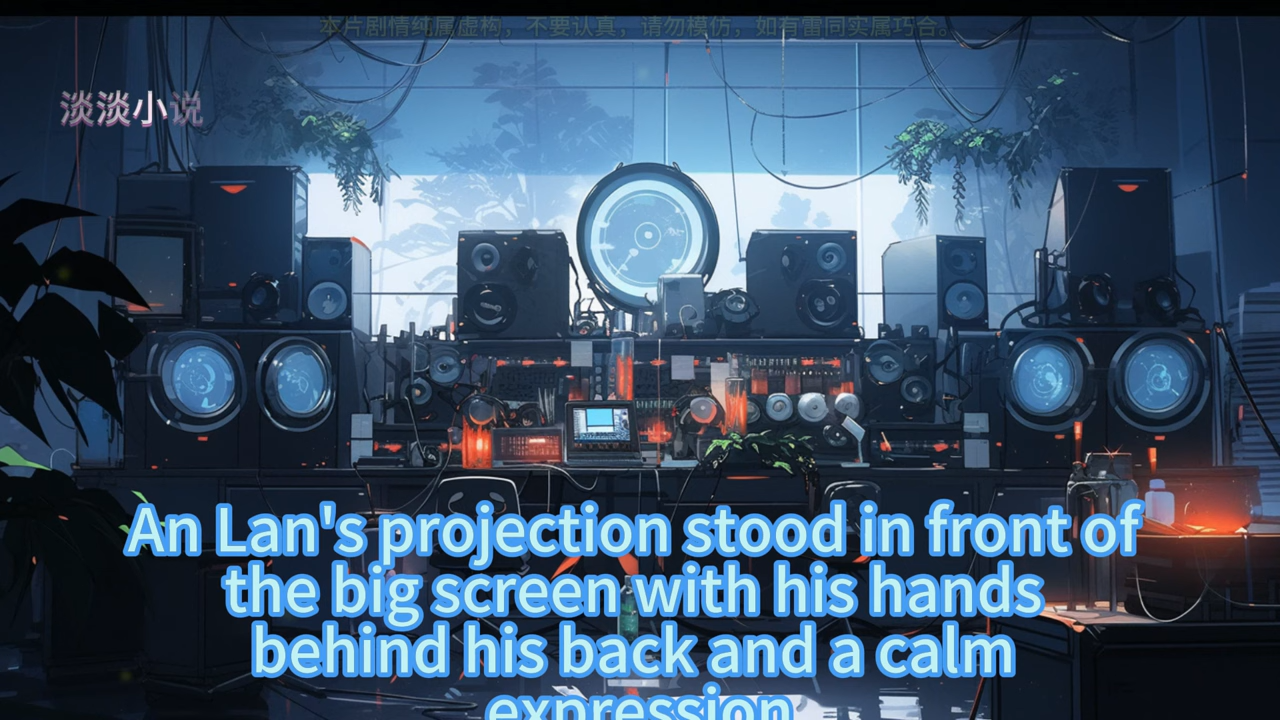 本片剧情纯属虚构，不要认真，请勿模仿，如有雷同实属巧合。
淡淡小说
An Lan's projection stood in front of
the big screen with his hands
behind his back and a calm
expression